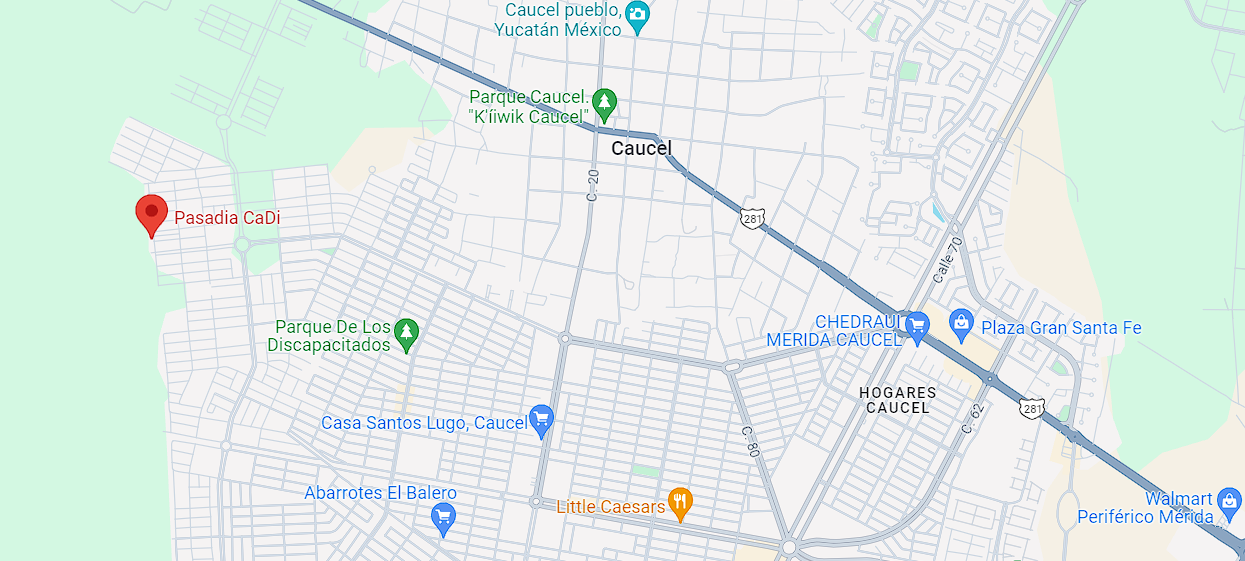 Caucel pueblo,
Yucatán México
Parque Caucel.
"K'íiwik Caucel"
Caucel
C. 20
Pasadia CaDi
281
Calle 70
Parque De Los
Discapacitados
CHEDRAUI
MERIDA CAUCEL
Plaza Gran Santa Fe
HOGARES
CAUCEL
281
C. 62
Casa Santos Lugo, Caucel
C. 80
Abarrotes El Balero
Little Caesars
Walmart
Periférico Mérida